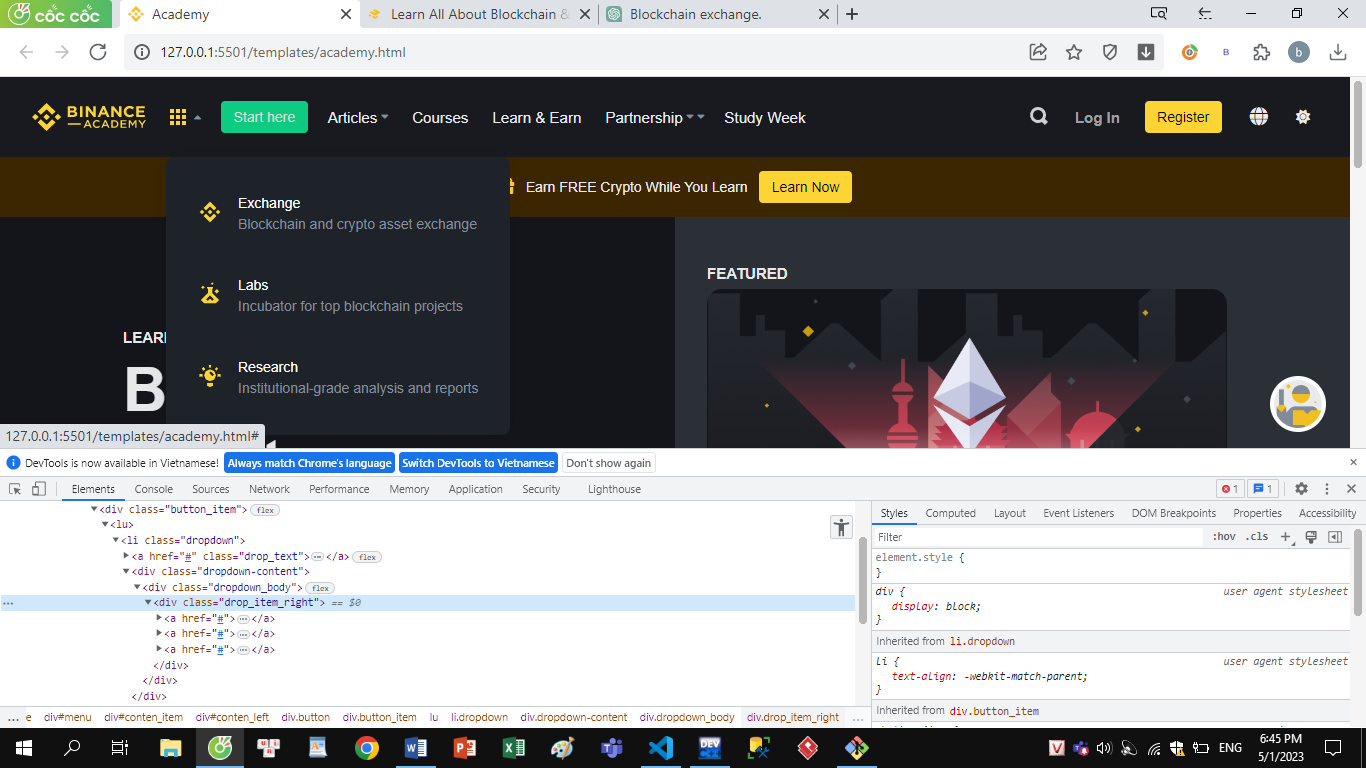 cốc cốc
Academy
Learn All About Blockchain &
Blockchain exchange.
127.0.0.1:5501/templates/academy.html
B
b
BINANCE
ACADEMY
Start here
Articles
Courses
Learn & Earn
Partnership
Study Week
Log In
Register
Earn FREE Crypto While You Learn
Learn Now
Exchange
Blockchain and crypto asset exchange
Labs
Incubator for top blockchain projects
Research
Institutional-grade analysis and reports
LEAR
B
FEATURED
127.0.0.1:5501/templates/academy.html#
DevTools is now available in Vietnamese!
Always match Chrome's language
Switch DevTools to Vietnamese
Don't show again
Elements
Console
Sources
Network
Performance
Memory
Application
Security
Lighthouse
1
1
<div class="button_item"> flex
<lu>
<li class="dropdown">
<a href="#" class="drop_text">…</a> flex
<div class="dropdown-content">
<div class="dropdown_body"> flex
<div class="drop_item_right"> == $0
<a href="#">…</a>
<a href="#">…</a>
<a href="#">…</a>
</div>
</div>
</div>
… e div#menu div#conten_item div#conten_left div.button div.button_item lu li.dropdown div.dropdown-content div.dropdown_body div.drop_item_right …
Styles
Computed
Layout
Event Listeners
DOM Breakpoints
Properties
Accessibility
Filter
:hov .cls +
element.style {
}
div { user agent stylesheet
display: block;
}
Inherited from li.dropdown
li { user agent stylesheet
text-align: -webkit-match-parent;
}
Inherited from div.button_item
ENG
6:45 PM
5/1/2023